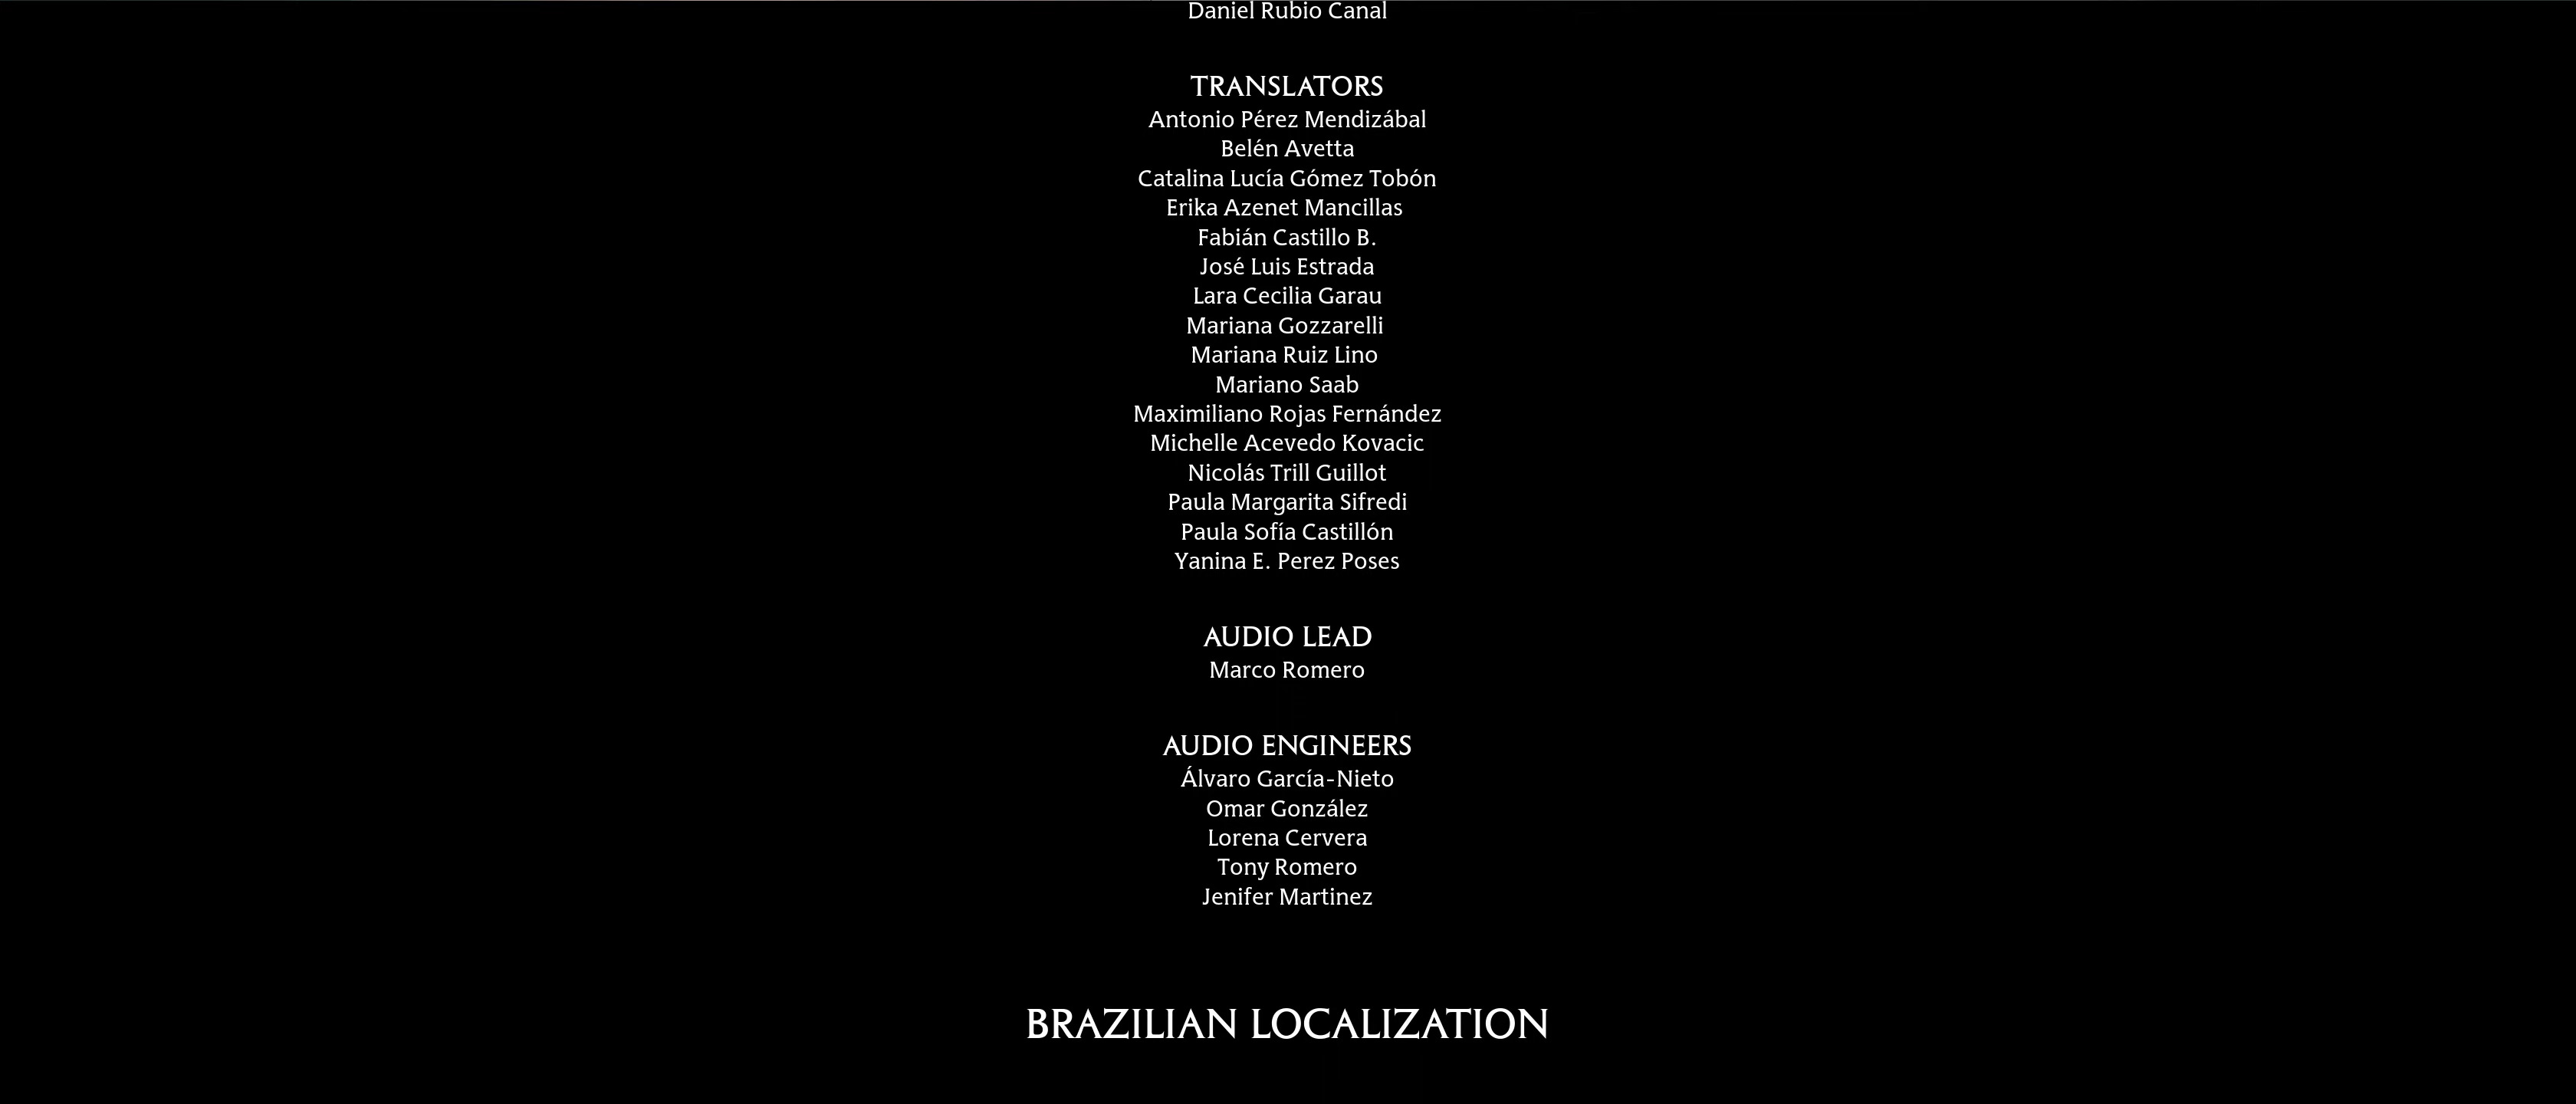 Daniel Rubio Canal
TRANSLATORS
Antonio Pérez Mendizábal
Belén Avetta
Catalina Lucía Gómez Tobón
Erika Azenet Mancillas
Fabián Castillo B.
José Luis Estrada
Lara Cecilia Garau
Mariana Gozzarelli
Mariana Ruiz Lino
Mariano Saab
Maximiliano Rojas Fernández
Michelle Acevedo Kovacic
Nicolás Trill Guillot
Paula Margarita Sifredi
Paula Sofía Castillón
Yanina E. Perez Poses
AUDIO LEAD
Marco Romero
AUDIO ENGINEERS
Álvaro García-Nieto
Omar González
Lorena Cervera
Tony Romero
Jenifer Martinez
BRAZILIAN LOCALIZATION